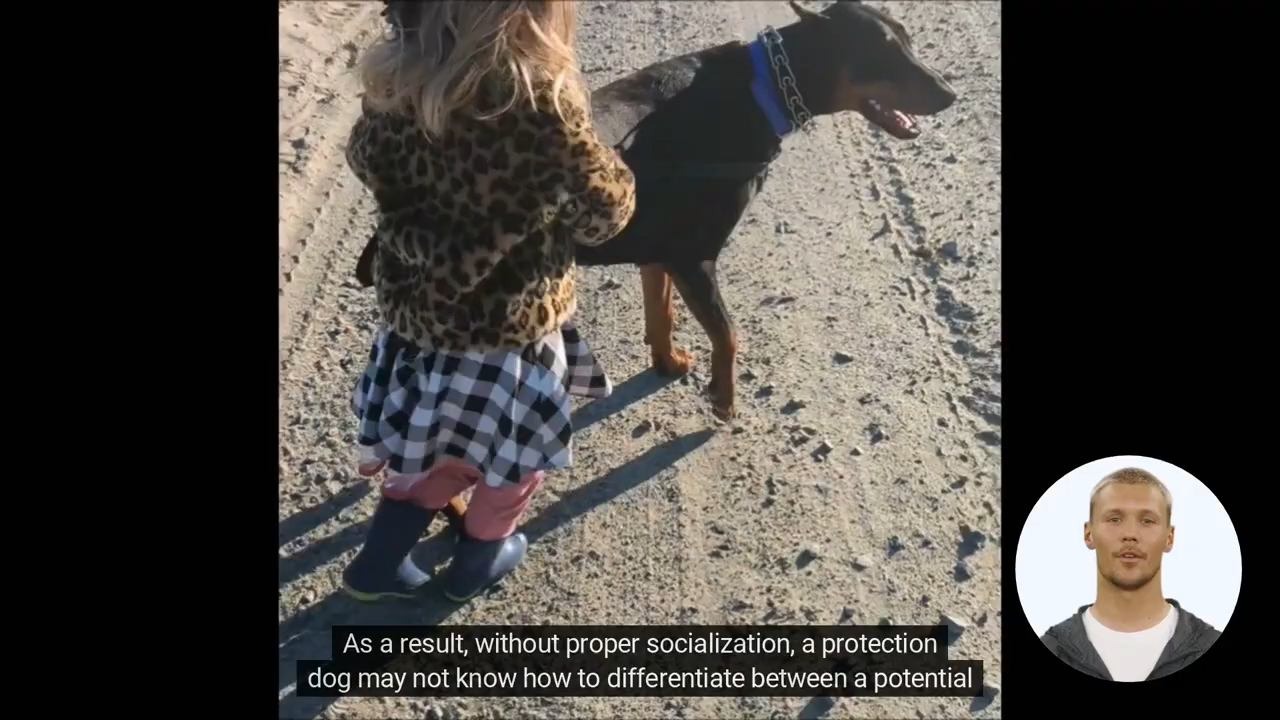 As a result, without proper socialization, a protection
dog may not know how to differentiate between a potential